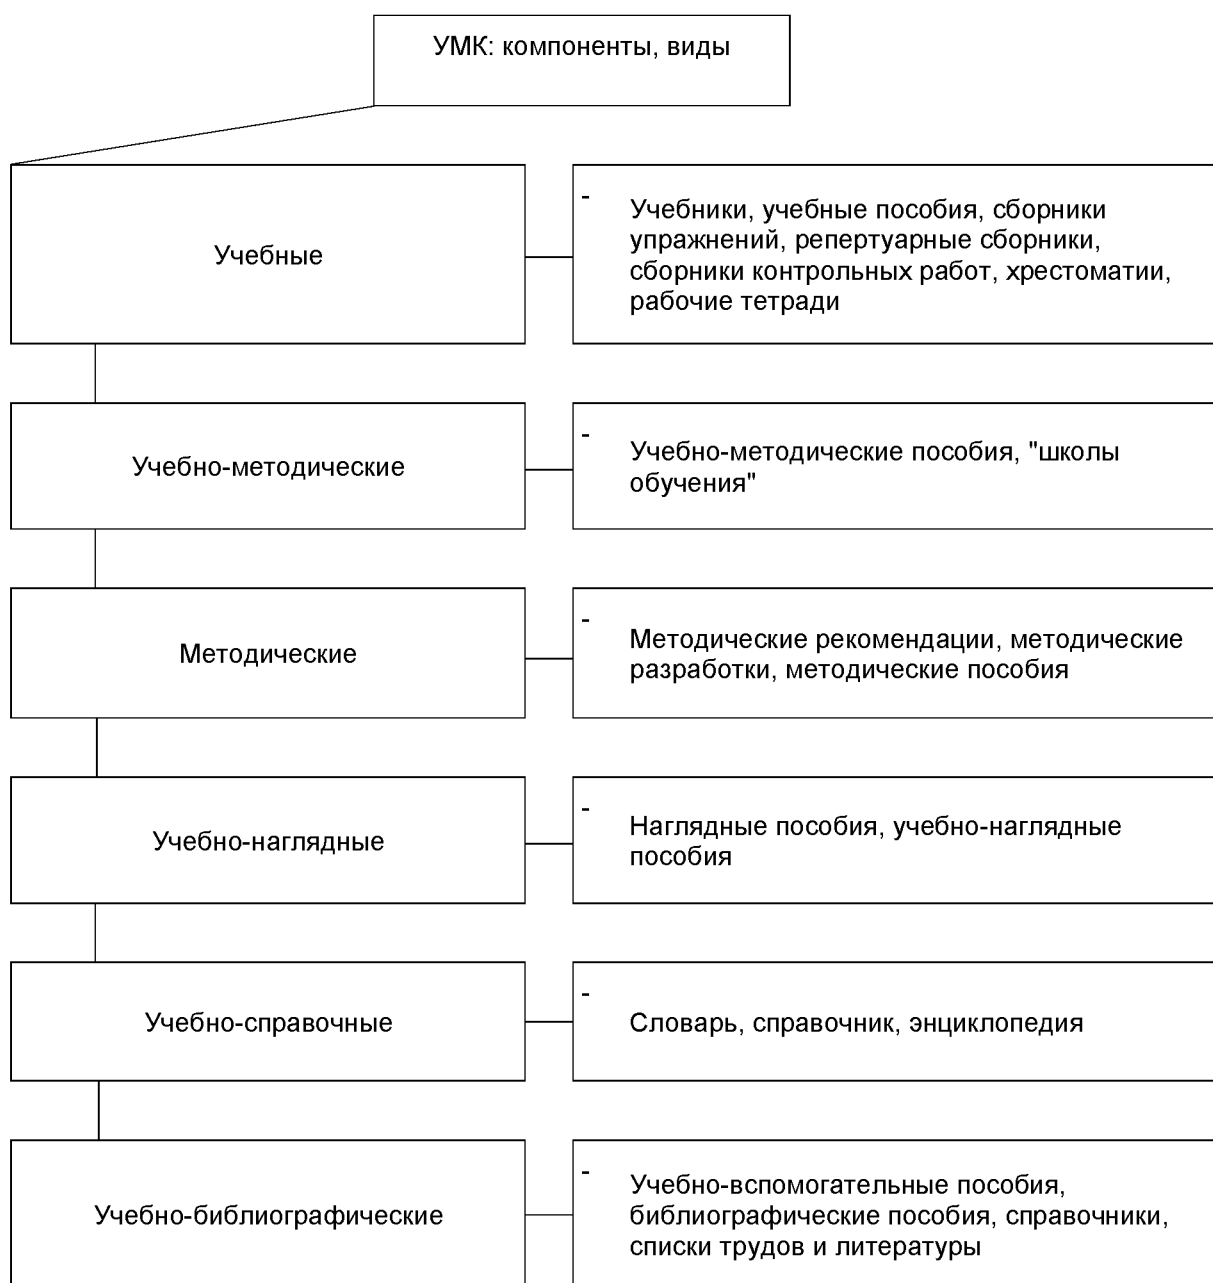 УМК: компоненты, виды
Учебные
- Учебники, учебные пособия, сборники
упражнений, репертуарные сборники,
сборники контрольных работ, хрестоматии,
рабочие тетради
Учебно-методические
- Учебно-методические пособия, "школы
обучения"
Методические
- Методические рекомендации, методические
разработки, методические пособия
Учебно-наглядные
- Наглядные пособия, учебно-наглядные
пособия
Учебно-справочные
- Словарь, справочник, энциклопедия
Учебно-библиографические
- Учебно-вспомогательные пособия,
библиографические пособия, справочники,
списки трудов и литературы